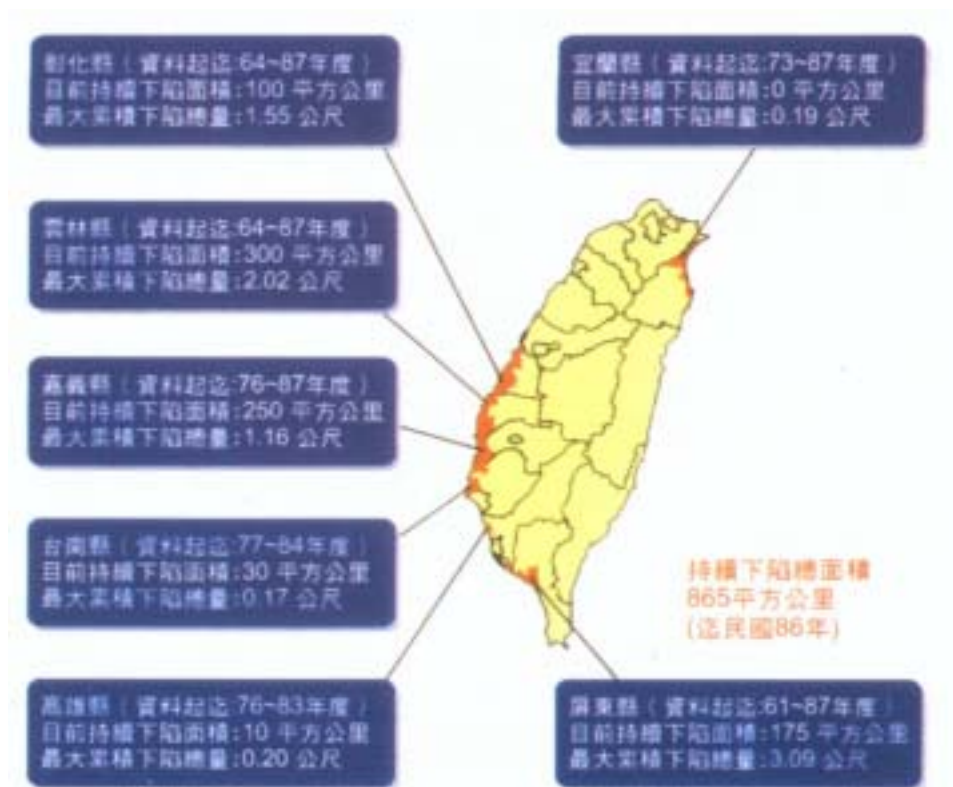 彰化縣（資料起迄:64~87年度）
目前持續下陷面積:100 平方公里
最大累積下陷總量:1.55 公尺
宜蘭縣（資料起迄:73~87年度）
目前持續下陷面積:0 平方公里
最大累積下陷總量:0.19 公尺
雲林縣（資料起迄:64~87年度）
目前持續下陷面積:300 平方公里
最大累積下陷總量:2.02 公尺
嘉義縣（資料起迄:76~87年度）
目前持續下陷面積:250 平方公里
最大累積下陷總量:1.16 公尺
台南縣（資料起迄:77~84年度）
目前持續下陷面積:30 平方公里
最大累積下陷總量:0.17 公尺
持續下陷總面積
865平方公里
(迄民國86年)
高雄縣（資料起迄:76~83年度）
目前持續下陷面積:10 平方公里
最大累積下陷總量:0.20 公尺
屏東縣（資料起迄:61~87年度）
目前持續下陷面積:175 平方公里
最大累積下陷總量:3.09 公尺